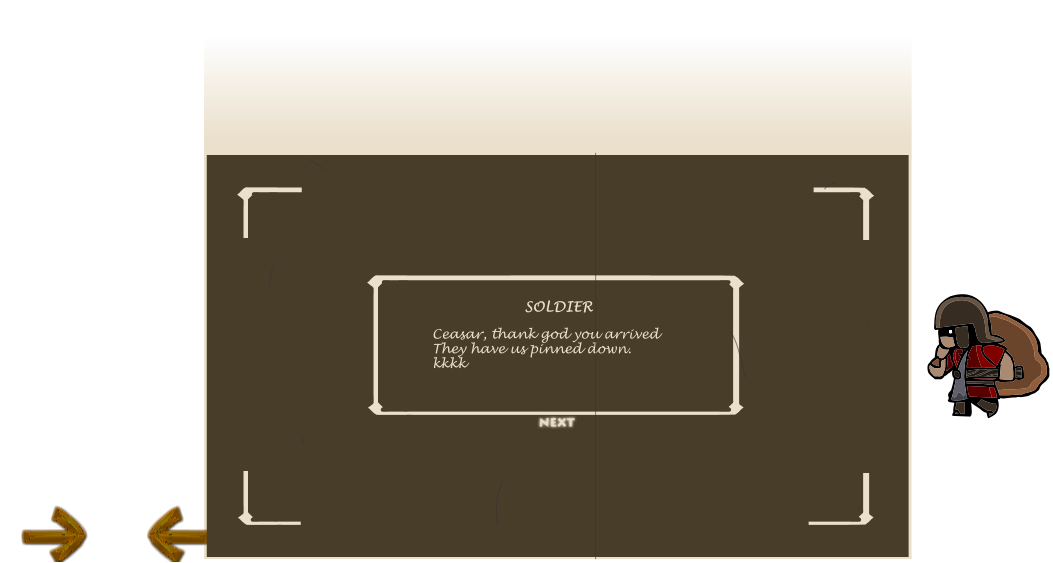 SOLDIER
Ceasar, thank god you arrived
They have us pinned down.
kkkk
NEXT